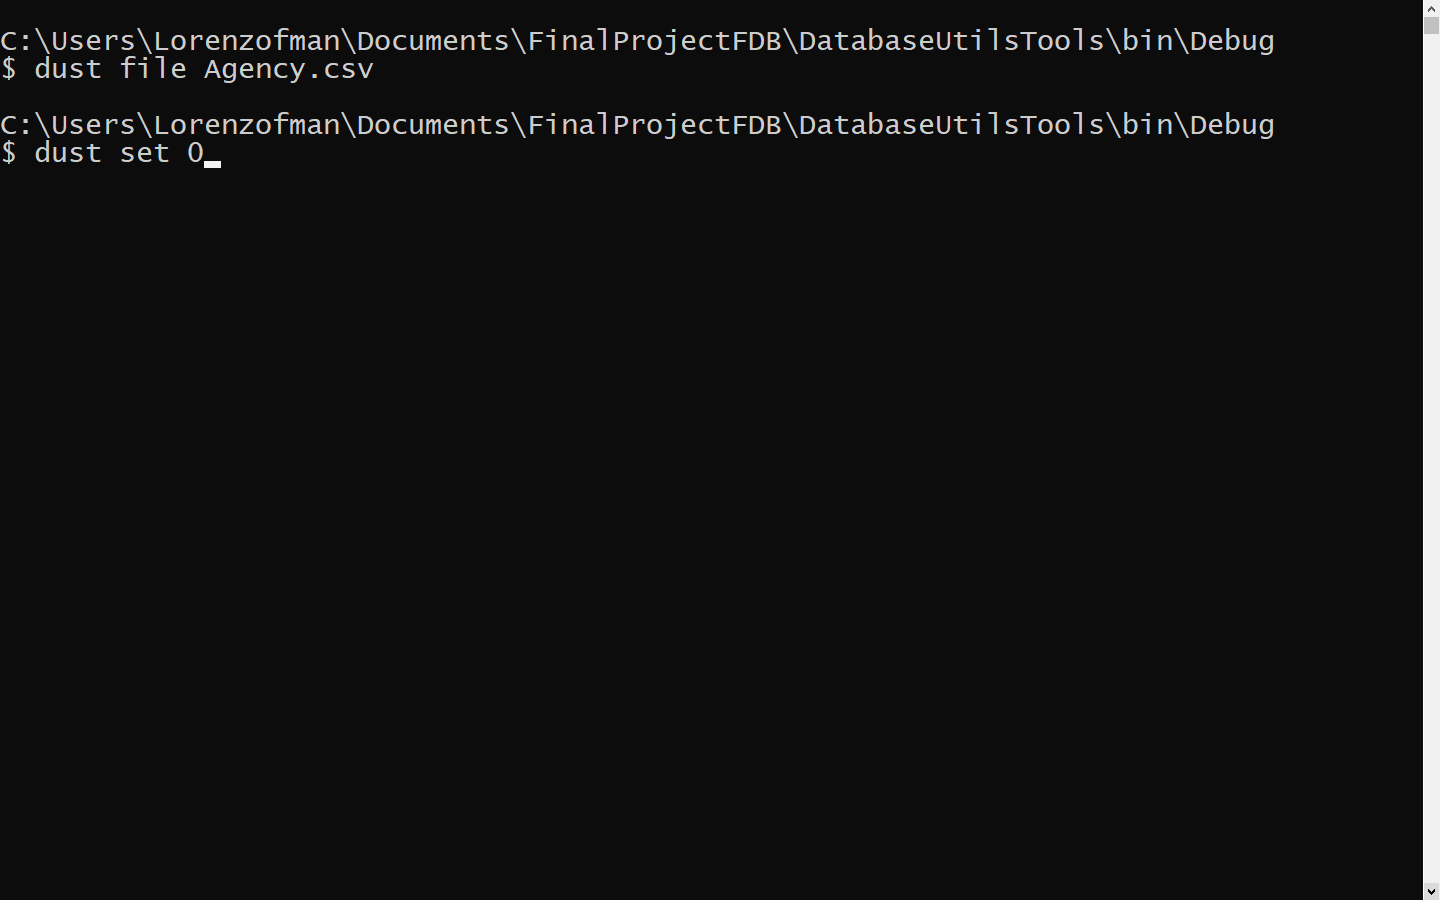 C:\Users\Lorenzofman\Documents\FinalProjectFDB\DatabaseUtilsTools\bin\Debug
$ dust file Agency.csv
C:\Users\Lorenzofman\Documents\FinalProjectFDB\DatabaseUtilsTools\bin\Debug
$ dust set 0